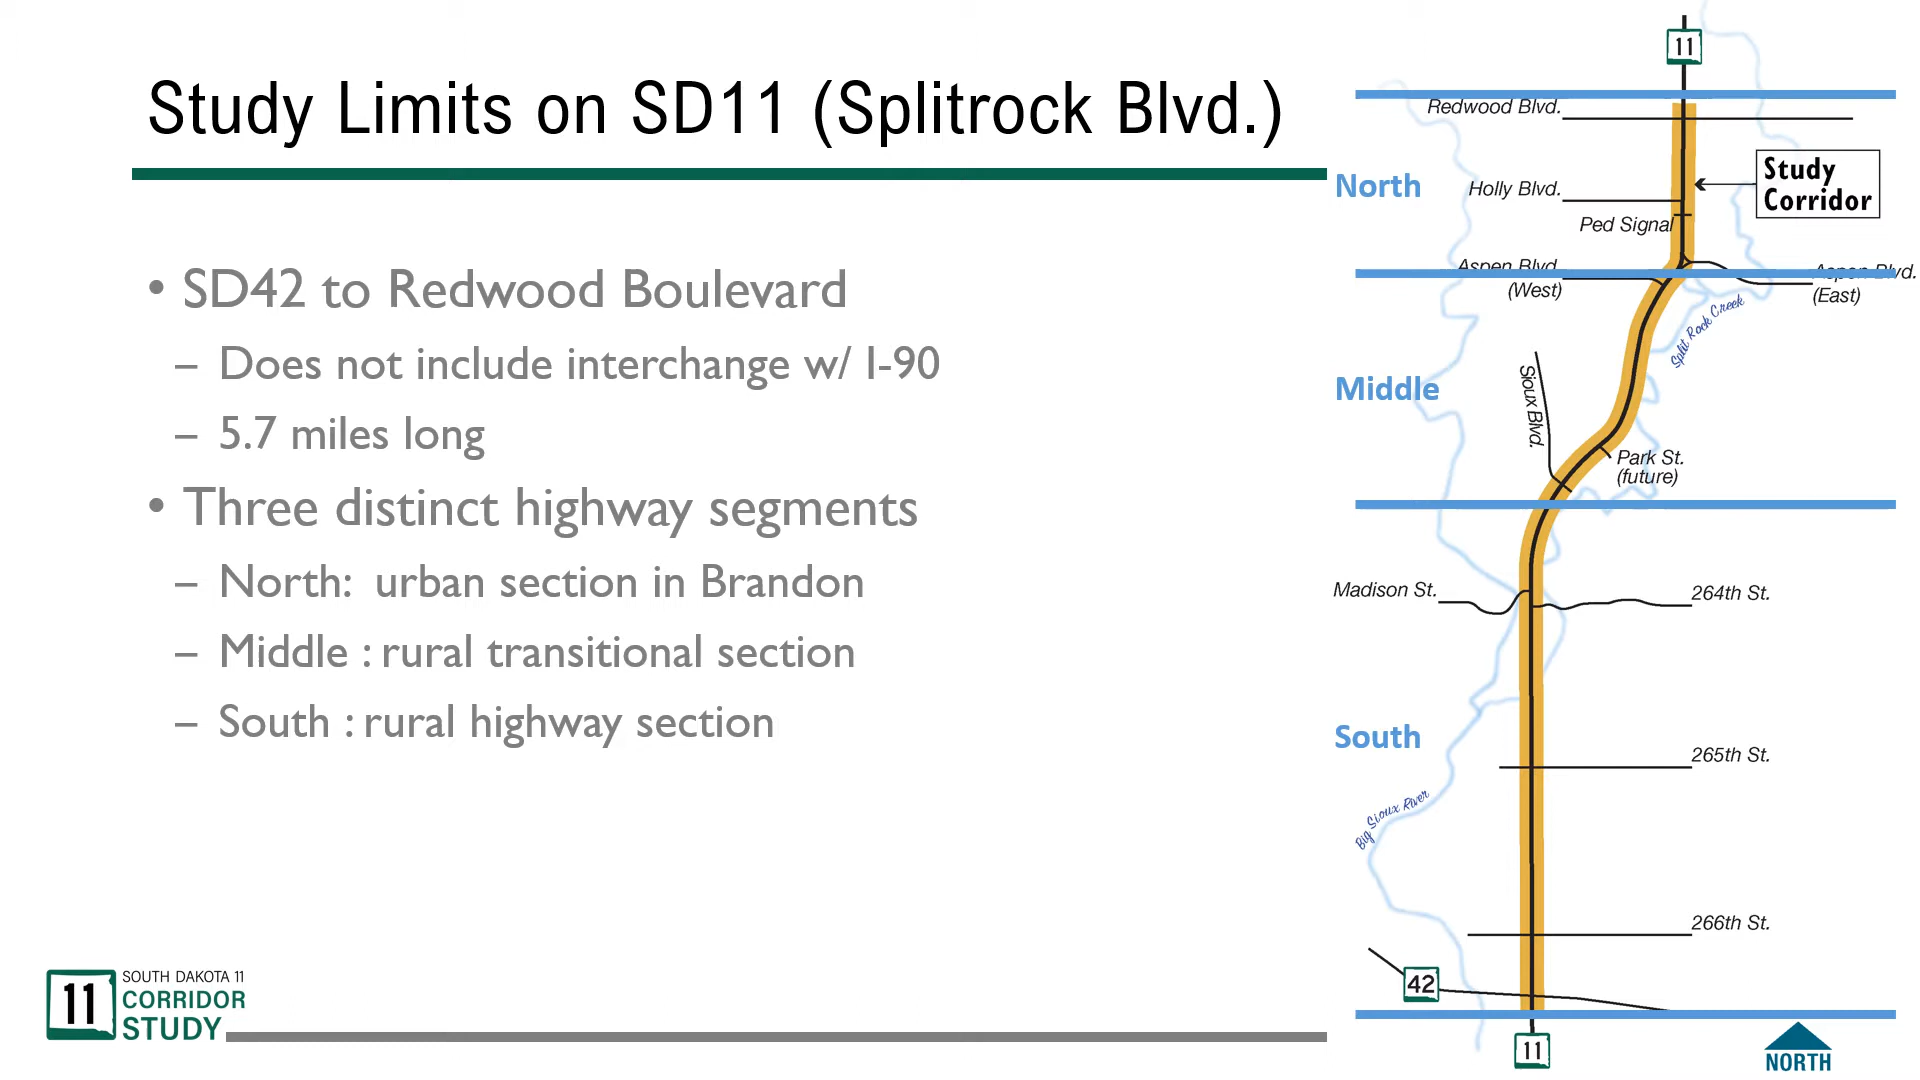 Study Limits on SD11 (Splitrock Blvd.)
• SD42 to Redwood Boulevard
– Does not include interchange w/ I-90
– 5.7 miles long
• Three distinct highway segments
– North: urban section in Brandon
– Middle : rural transitional section
– South : rural highway section
11
SOUTH DAKOTA 11
CORRIDOR
STUDY
11
Redwood Blvd.
North
Holly Blvd.
Study
Corridor
Ped Signal
Aspen Blvd.
(West)
Aspen Blvd.
(East)
Split Rock Creek
Middle
Sioux Blvd.
Park St.
(future)
Madison St.
264th St.
South
265th St.
Big Sioux River
266th St.
42
11
NORTH